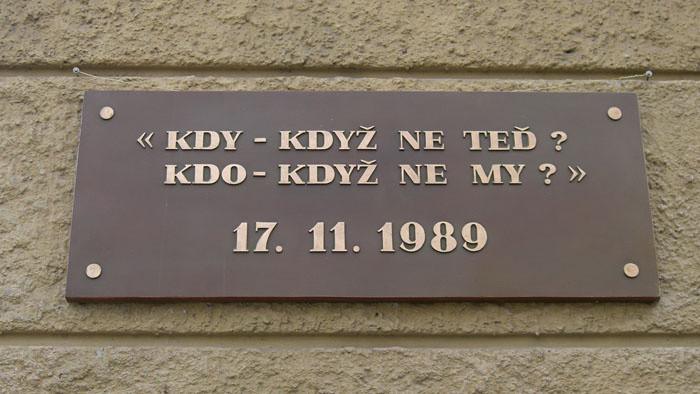 « KDY - KDYŽ NE TEĎ ?
KDO - KDYŽ NE MY ? »
17. 11. 1989